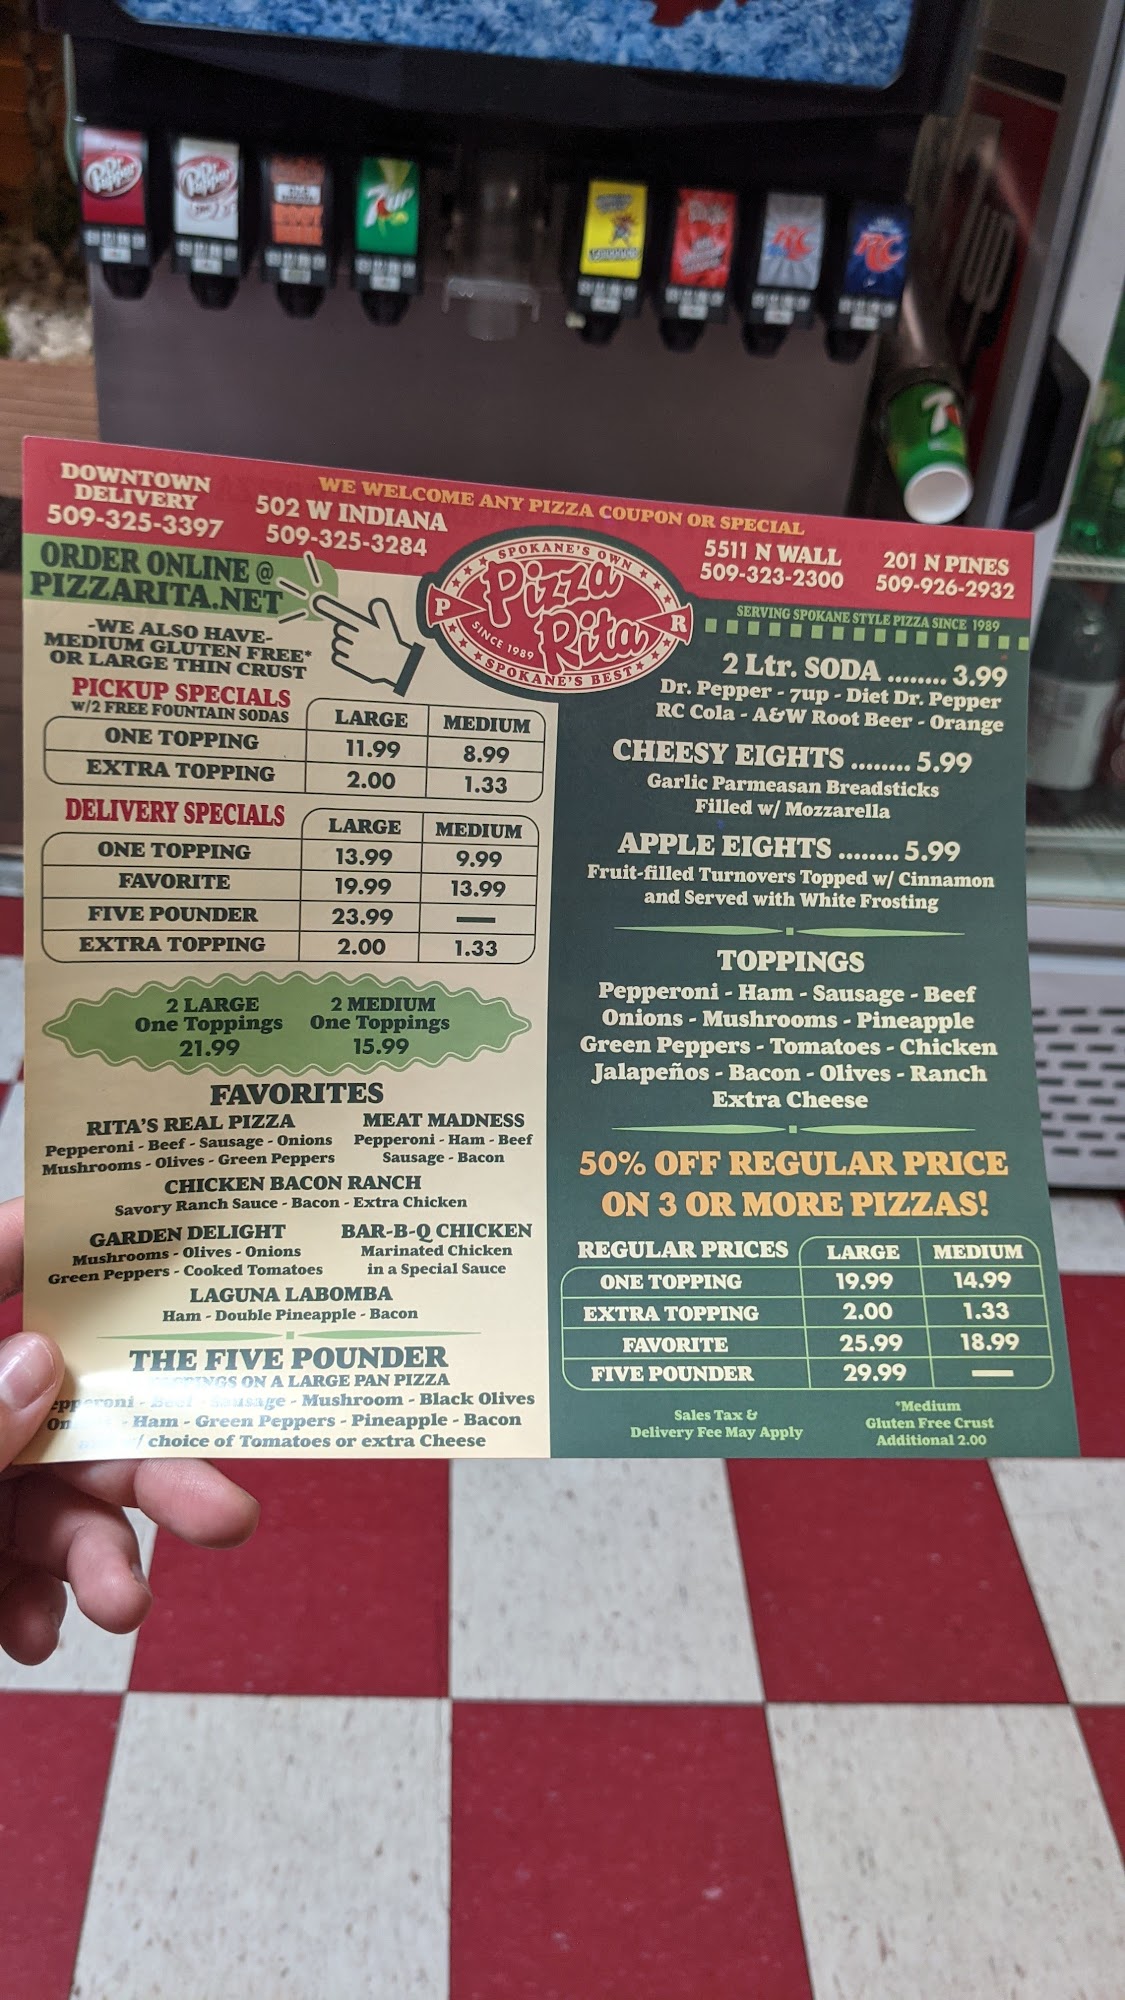 Dr Pepper
Dr Pepper
7UP
RC
RC
7U
UP
DOWNTOWN
DELIVERY
509-325-3397
WE WELCOME ANY PIZZA COUPON OR SPECIAL
502 W INDIANA
509-325-3284
5511 N WALL
509-323-2300
201 N PINES
509-926-2932
ORDER ONLINE @
PIZZARITA.NET
SPOKANE'S OWN
P Pizza Rita R
SINCE 1989
SPOKANE'S BEST
-WE ALSO HAVE-
MEDIUM GLUTEN FREE*
OR LARGE THIN CRUST
PICKUP SPECIALS
W/2 FREE FOUNTAIN SODAS
LARGE MEDIUM
ONE TOPPING 11.99 8.99
EXTRA TOPPING 2.00 1.33
DELIVERY SPECIALS
LARGE MEDIUM
ONE TOPPING 13.99 9.99
FAVORITE 19.99 13.99
FIVE POUNDER 23.99 —
EXTRA TOPPING 2.00 1.33
2 LARGE
One Toppings
21.99
2 MEDIUM
One Toppings
15.99
FAVORITES
RITA'S REAL PIZZA
Pepperoni - Beef - Sausage - Onions
Mushrooms - Olives - Green Peppers
MEAT MADNESS
Pepperoni - Ham - Beef
Sausage - Bacon
CHICKEN BACON RANCH
Savory Ranch Sauce - Bacon - Extra Chicken
GARDEN DELIGHT
Mushrooms - Olives - Onions
Green Peppers - Cooked Tomatoes
BAR-B-Q CHICKEN
Marinated Chicken
in a Special Sauce
LAGUNA LABOMBA
Ham - Double Pineapple - Bacon
THE FIVE POUNDER
ON A LARGE PAN PIZZA
- Beef - Sausage - Mushroom - Black Olives
- Ham - Green Peppers - Pineapple - Bacon
/ choice of Tomatoes or extra Cheese
SERVING SPOKANE STYLE PIZZA SINCE 1989
2 Ltr. SODA ........ 3.99
Dr. Pepper - 7up - Diet Dr. Pepper
RC Cola - A&W Root Beer - Orange
CHEESY EIGHTS ........ 5.99
Garlic Parmeasan Breadsticks
Filled w/ Mozzarella
APPLE EIGHTS ........ 5.99
Fruit-filled Turnovers Topped w/ Cinnamon
and Served with White Frosting
TOPPINGS
Pepperoni - Ham - Sausage - Beef
Onions - Mushrooms - Pineapple
Green Peppers - Tomatoes - Chicken
Jalapeños - Bacon - Olives - Ranch
Extra Cheese
50% OFF REGULAR PRICE
ON 3 OR MORE PIZZAS!
REGULAR PRICES LARGE MEDIUM
ONE TOPPING 19.99 14.99
EXTRA TOPPING 2.00 1.33
FAVORITE 25.99 18.99
FIVE POUNDER 29.99 —
Sales Tax &
Delivery Fee May Apply
*Medium
Gluten Free Crust
Additional 2.00